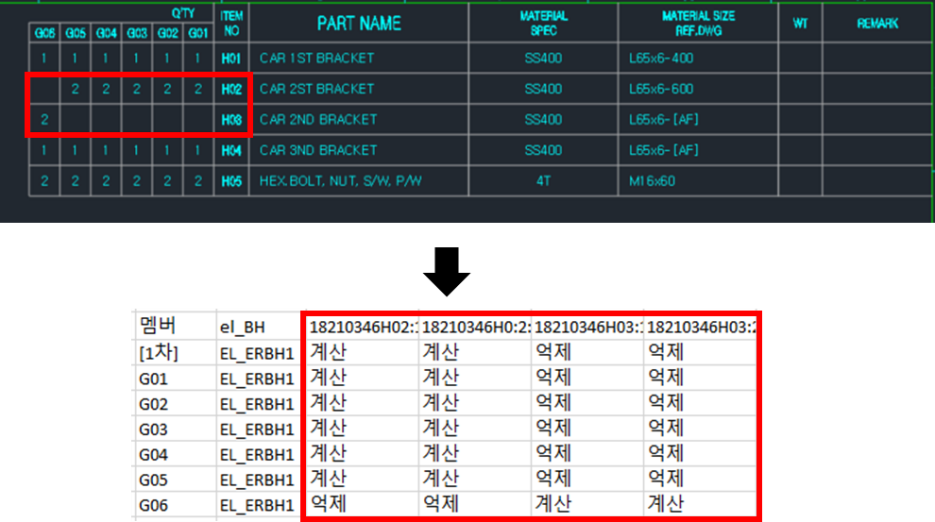 Q'TY ITEM NO PART NAME MATERIAL SPEC MATERIAL SIZE REF.DWG WT REMARK
G06 G05 G04 G03 G02 G01
1 1 1 1 1 1 H01 CAR 1ST BRACKET SS400 L65x6-400
2 2 2 2 2 H02 CAR 2ST BRACKET SS400 L65x6-600
2 H03 CAR 2ND BRACKET SS400 L65x6-[AF]
1 1 1 1 1 1 H04 CAR 3ND BRACKET SS400 L65x6-[AF]
2 2 2 2 2 2 H05 HEX.BOLT, NUT, S/W, P/W 4T M16x60
멤버 el_BH 18210346H02:1 18210346H0:2: 18210346H03:1 18210346H03:2
[1차] EL_ERBH1 계산 계산 억제 억제
G01 EL_ERBH1 계산 계산 억제 억제
G02 EL_ERBH1 계산 계산 억제 억제
G03 EL_ERBH1 계산 계산 억제 억제
G04 EL_ERBH1 계산 계산 억제 억제
G05 EL_ERBH1 계산 계산 억제 억제
G06 EL_ERBH1 억제 억제 계산 계산